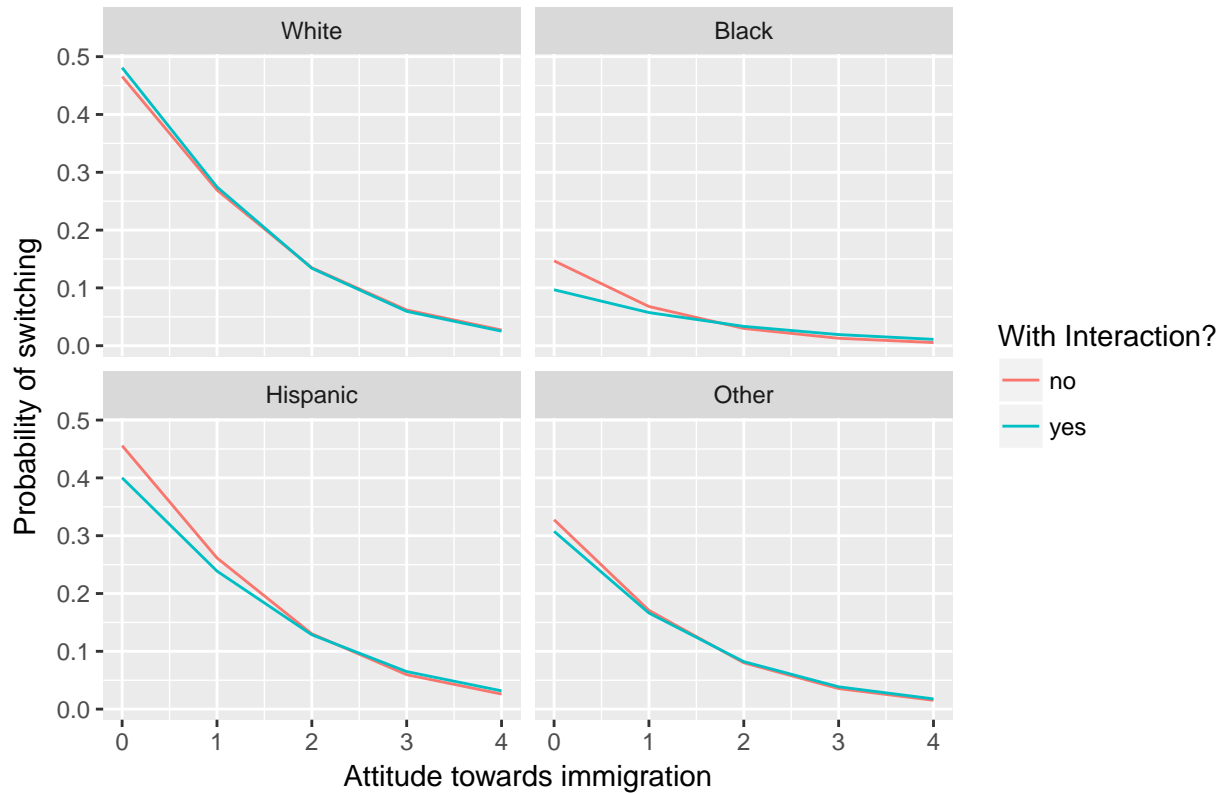 White
Black
0.5
0.4
0.3
0.2
0.1
0.0
Hispanic
Other
0.5
0.4
0.3
0.2
0.1
0.0
0 1 2 3 4
0 1 2 3 4
Attitude towards immigration
Probability of switching
With Interaction?
no
yes